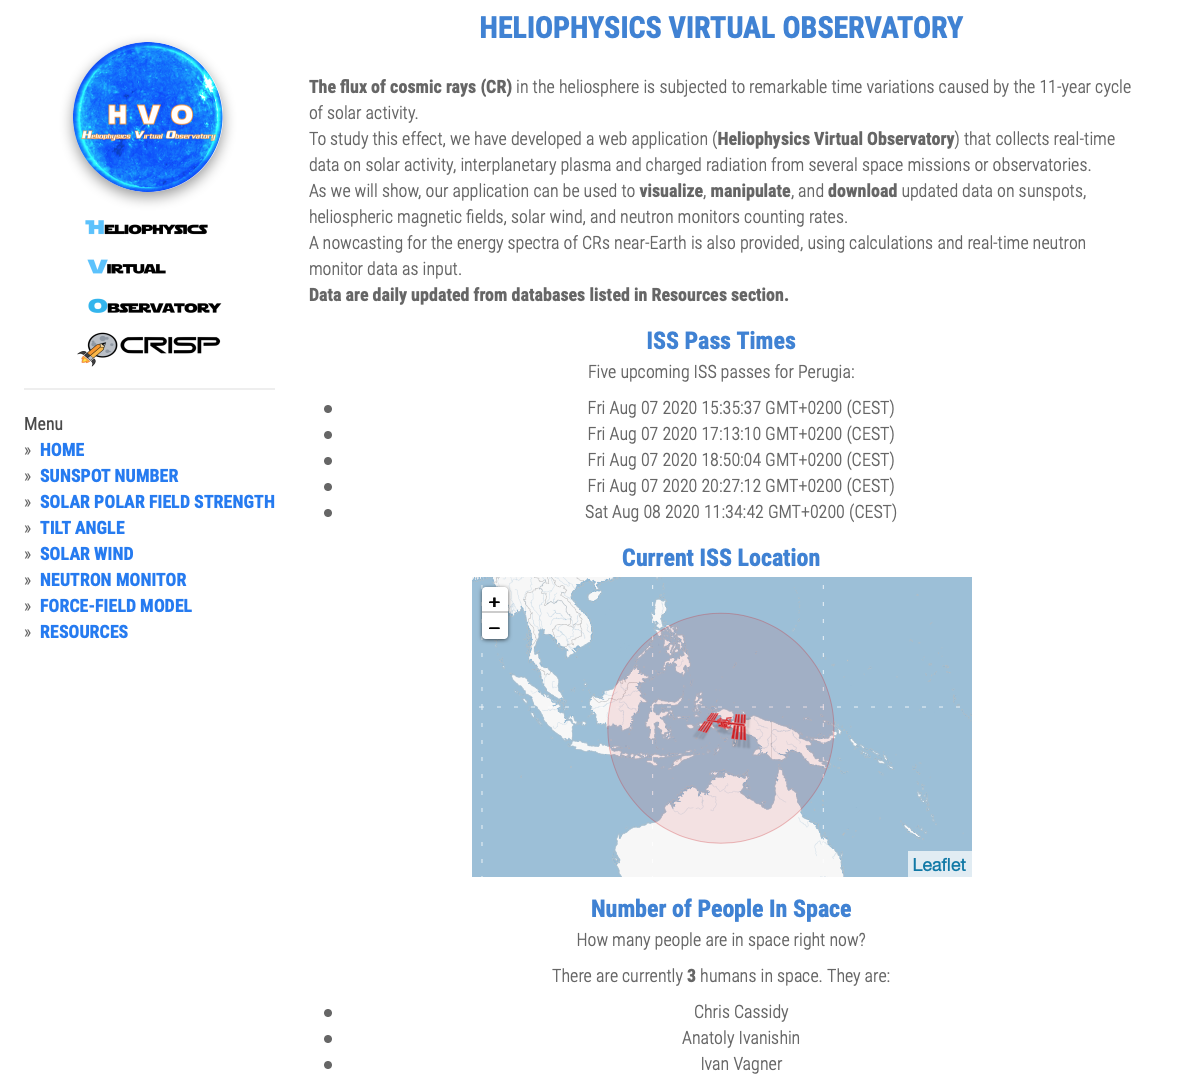 HELIOPHYSICS VIRTUAL OBSERVATORY
H V O
Heliophysics Virtual Observatory
HELIOPHYSICS
VIRTUAL
OBSERVATORY
CRISP
Menu
» HOME
» SUNSPOT NUMBER
» SOLAR POLAR FIELD STRENGTH
» TILT ANGLE
» SOLAR WIND
» NEUTRON MONITOR
» FORCE-FIELD MODEL
» RESOURCES
The flux of cosmic rays (CR) in the heliosphere is subjected to remarkable time variations caused by the 11-year cycle
of solar activity.
To study this effect, we have developed a web application (Heliophysics Virtual Observatory) that collects real-time
data on solar activity, interplanetary plasma and charged radiation from several space missions or observatories.
As we will show, our application can be used to visualize, manipulate, and download updated data on sunspots,
heliospheric magnetic fields, solar wind, and neutron monitors counting rates.
A nowcasting for the energy spectra of CRs near-Earth is also provided, using calculations and real-time neutron
monitor data as input.
Data are daily updated from databases listed in Resources section.
ISS Pass Times
Five upcoming ISS passes for Perugia:
• Fri Aug 07 2020 15:35:37 GMT+0200 (CEST)
• Fri Aug 07 2020 17:13:10 GMT+0200 (CEST)
• Fri Aug 07 2020 18:50:04 GMT+0200 (CEST)
• Fri Aug 07 2020 20:27:12 GMT+0200 (CEST)
• Sat Aug 08 2020 11:34:42 GMT+0200 (CEST)
Current ISS Location
+
−
Leaflet
Number of People In Space
How many people are in space right now?
There are currently 3 humans in space. They are:
• Chris Cassidy
• Anatoly Ivanishin
• Ivan Vagner